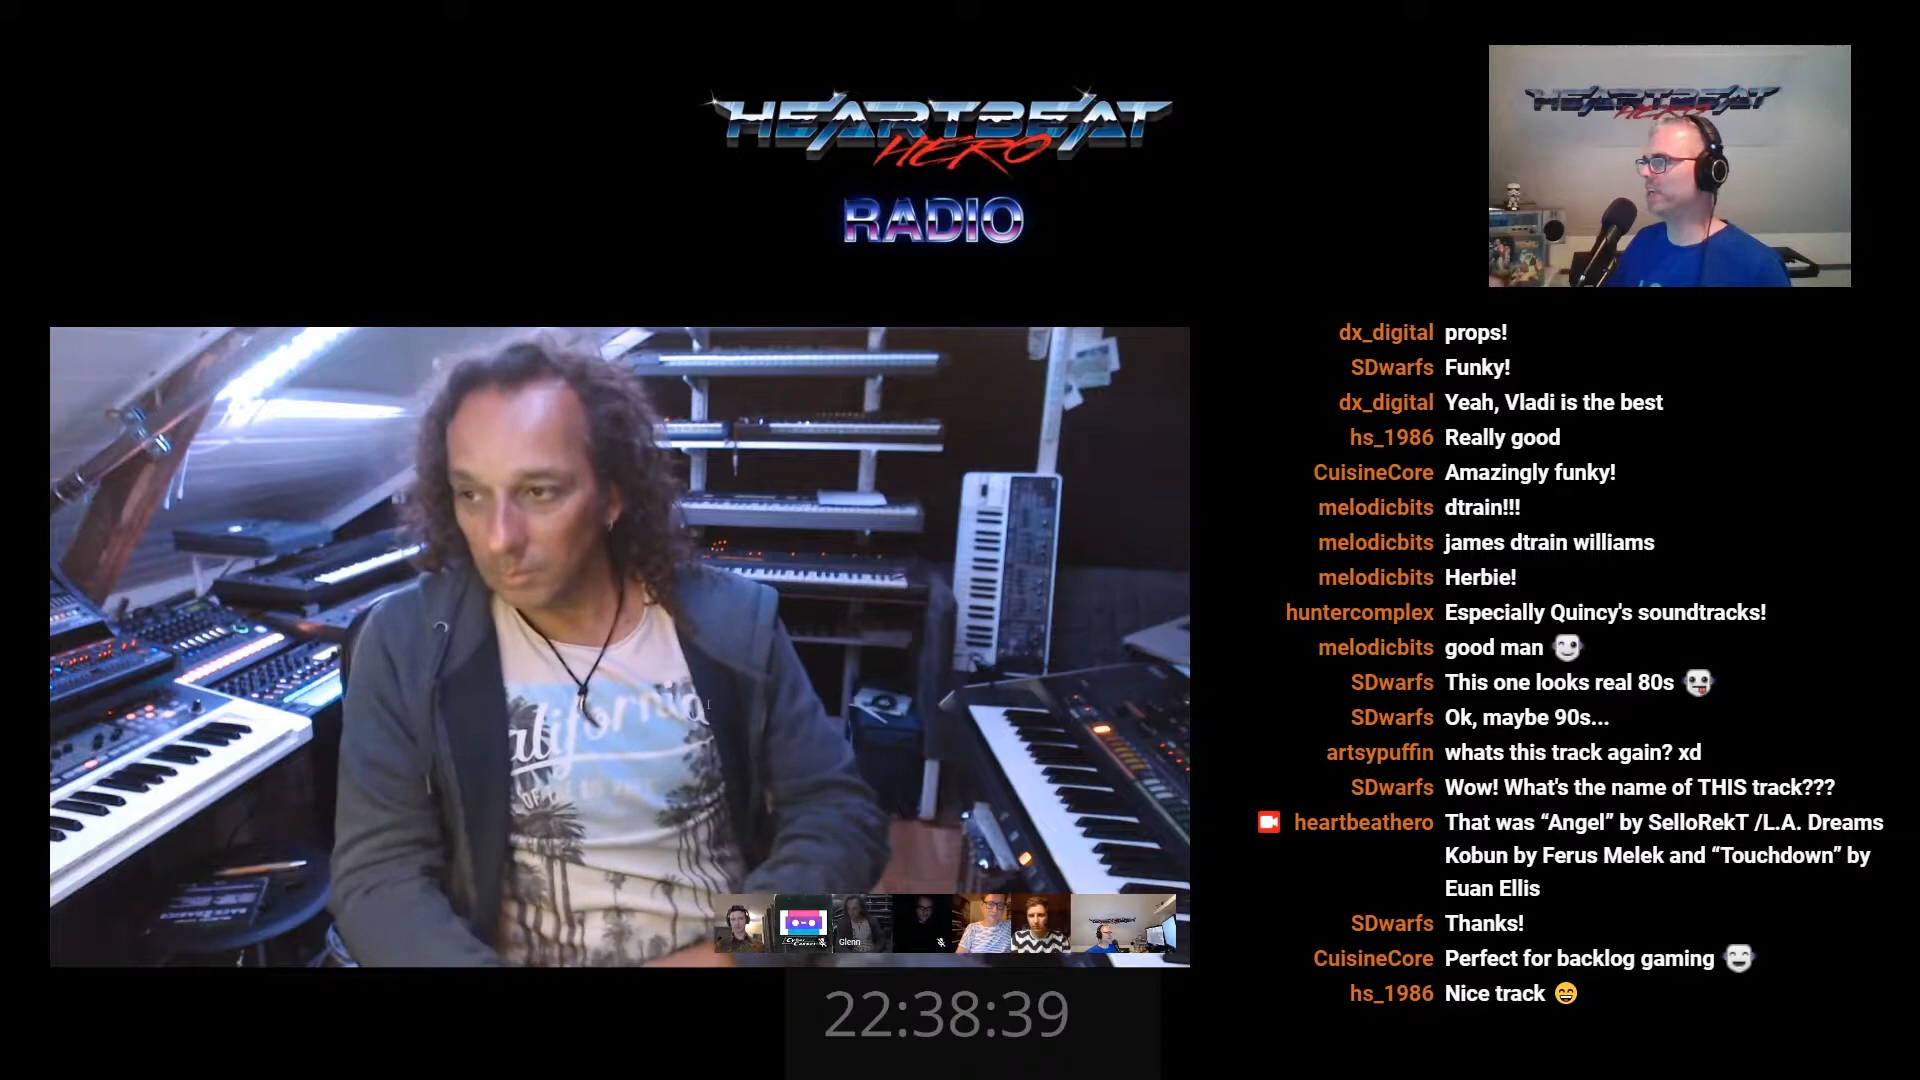 HEARTBEAT
HERO
RADIO
HEARTBEAT
HERO
dx_digital props!
SDwarfs Funky!
dx_digital Yeah, Vladi is the best
hs_1986 Really good
CuisineCore Amazingly funky!
melodicbits dtrain!!!
melodicbits james dtrain williams
melodicbits Herbie!
huntercomplex Especially Quincy's soundtracks!
melodicbits good man
SDwarfs This one looks real 80s
SDwarfs Ok, maybe 90s...
artsypuffin whats this track again? xd
SDwarfs Wow! What's the name of THIS track???
heartbeathero That was “Angel” by SelloRekT /L.A. Dreams
Kobun by Ferus Melek and “Touchdown” by
Euan Ellis
SDwarfs Thanks!
CuisineCore Perfect for backlog gaming
hs_1986 Nice track 😁
alifornia
Glenn
22:38:39